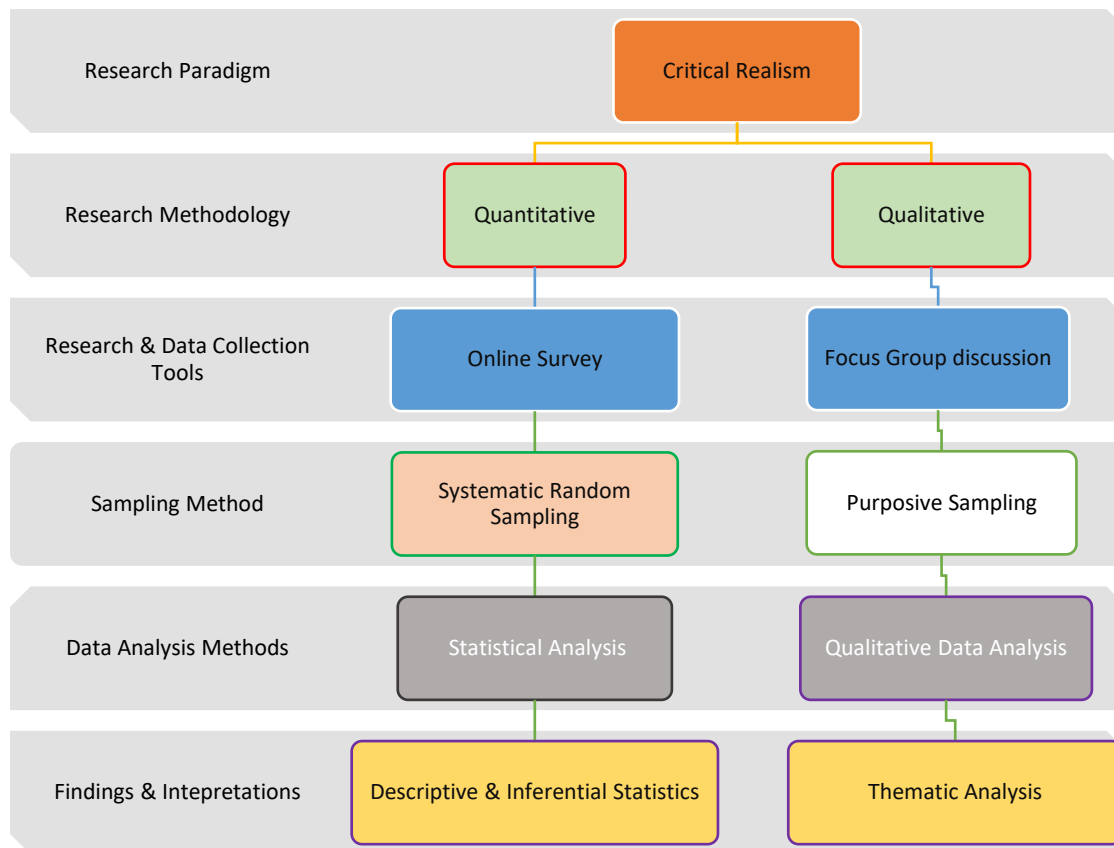 Research Paradigm
Critical Realism
Research Methodology
Quantitative
Qualitative
Research & Data Collection
Tools
Online Survey
Focus Group discussion
Sampling Method
Systematic Random
Sampling
Purposive Sampling
Data Analysis Methods
Statistical Analysis
Qualitative Data Analysis
Findings & Intepretations
Descriptive & Inferential Statistics
Thematic Analysis